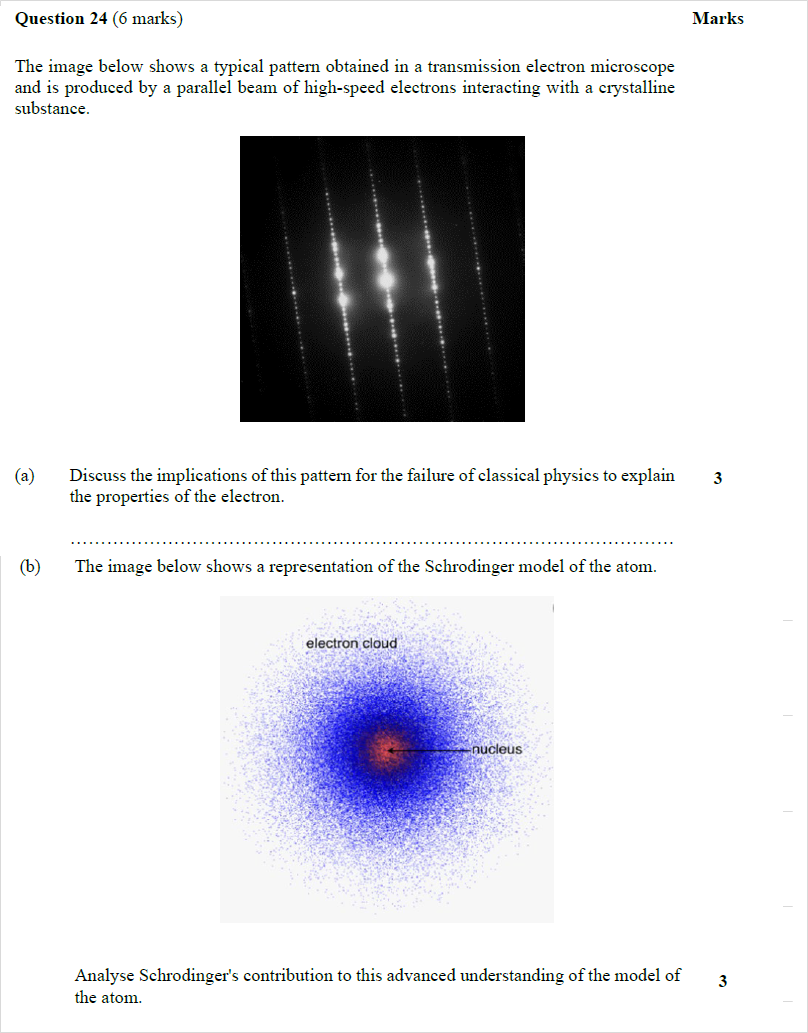 Question 24 (6 marks) Marks
The image below shows a typical pattern obtained in a transmission electron microscope
and is produced by a parallel beam of high-speed electrons interacting with a crystalline
substance.
(a) Discuss the implications of this pattern for the failure of classical physics to explain 3
the properties of the electron.
................................................................................................
(b) The image below shows a representation of the Schrodinger model of the atom.
electron cloud
nucleus
Analyse Schrodinger's contribution to this advanced understanding of the model of 3
the atom.